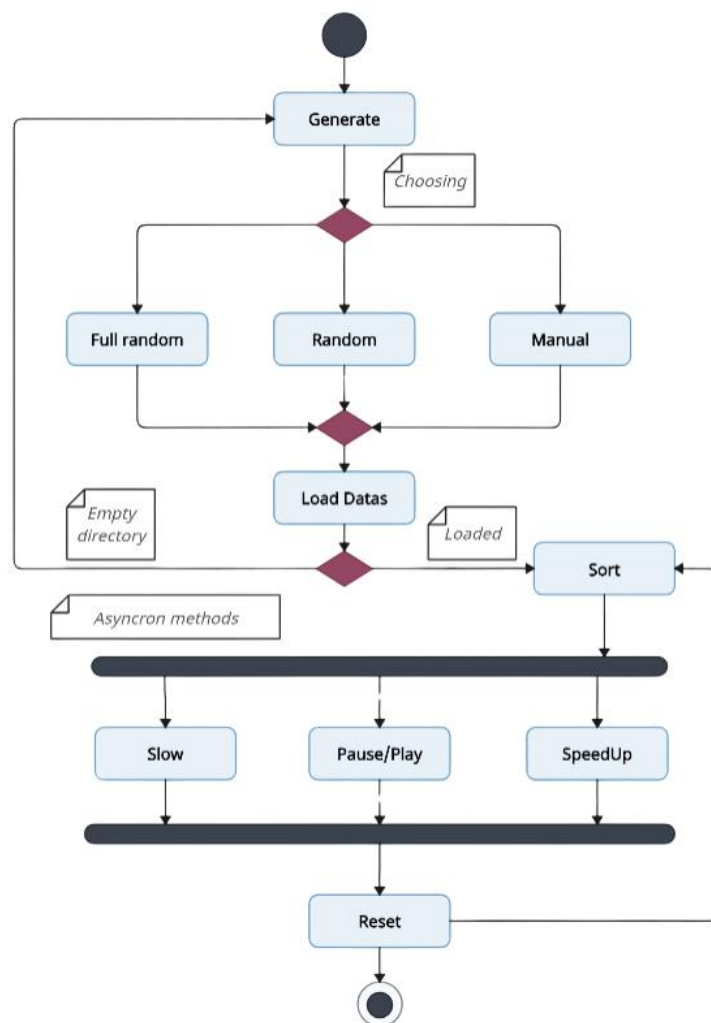 Generate
Choosing
Full random
Random
Manual
Load Datas
Empty
directory
Loaded
Sort
Asyncron methods
Slow
Pause/Play
SpeedUp
Reset